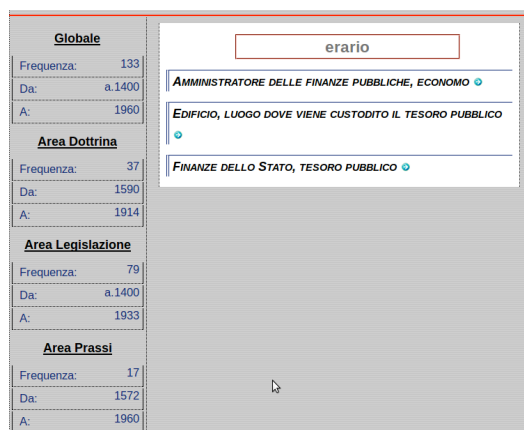 Globale
Frequenza: 133
Da: a.1400
A: 1960
Area Dottrina
Frequenza: 37
Da: 1590
A: 1914
Area Legislazione
Frequenza: 79
Da: a.1400
A: 1933
Area Prassi
Frequenza: 17
Da: 1572
A: 1960
erario
Amministratore delle finanze pubbliche, economo
Edificio, luogo dove viene custodito il tesoro pubblico
Finanze dello Stato, tesoro pubblico